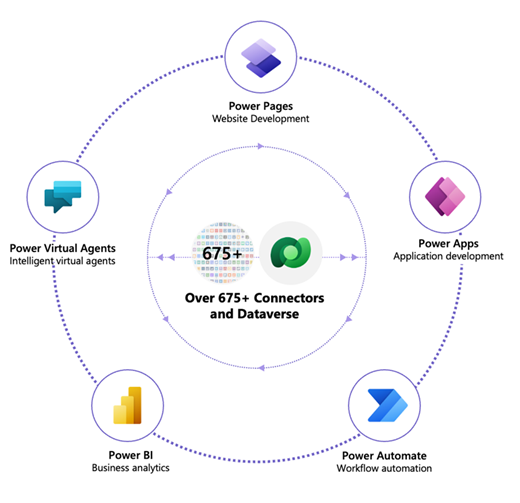 Power Pages
Website Development
Power Virtual Agents
Intelligent virtual agents
Power Apps
Application development
675+
Over 675+ Connectors
and Dataverse
Power BI
Business analytics
Power Automate
Workflow automation